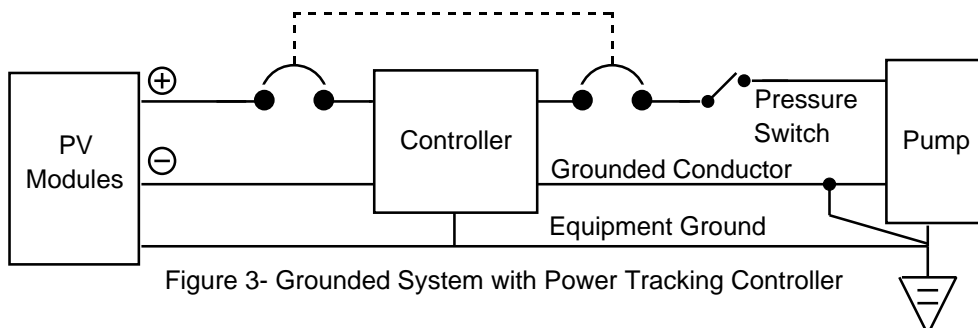 +
PV
Modules
−
Controller
Pressure
Switch
Pump
Grounded Conductor
Equipment Ground
Figure 3- Grounded System with Power Tracking Controller